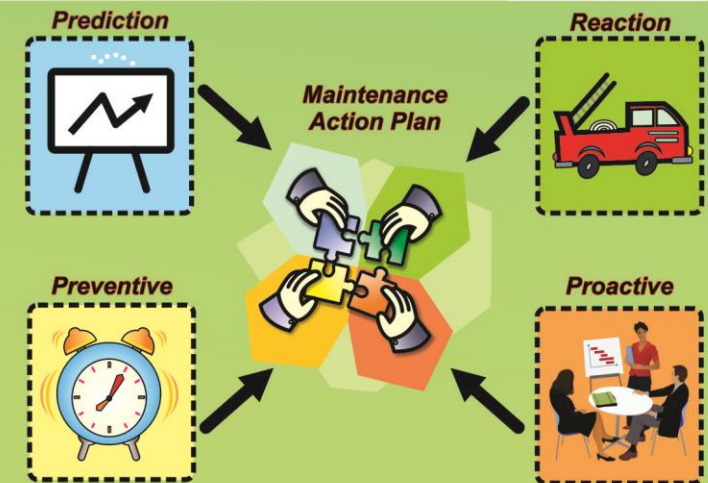 Prediction
Reaction
Maintenance
Action Plan
Preventive
Proactive